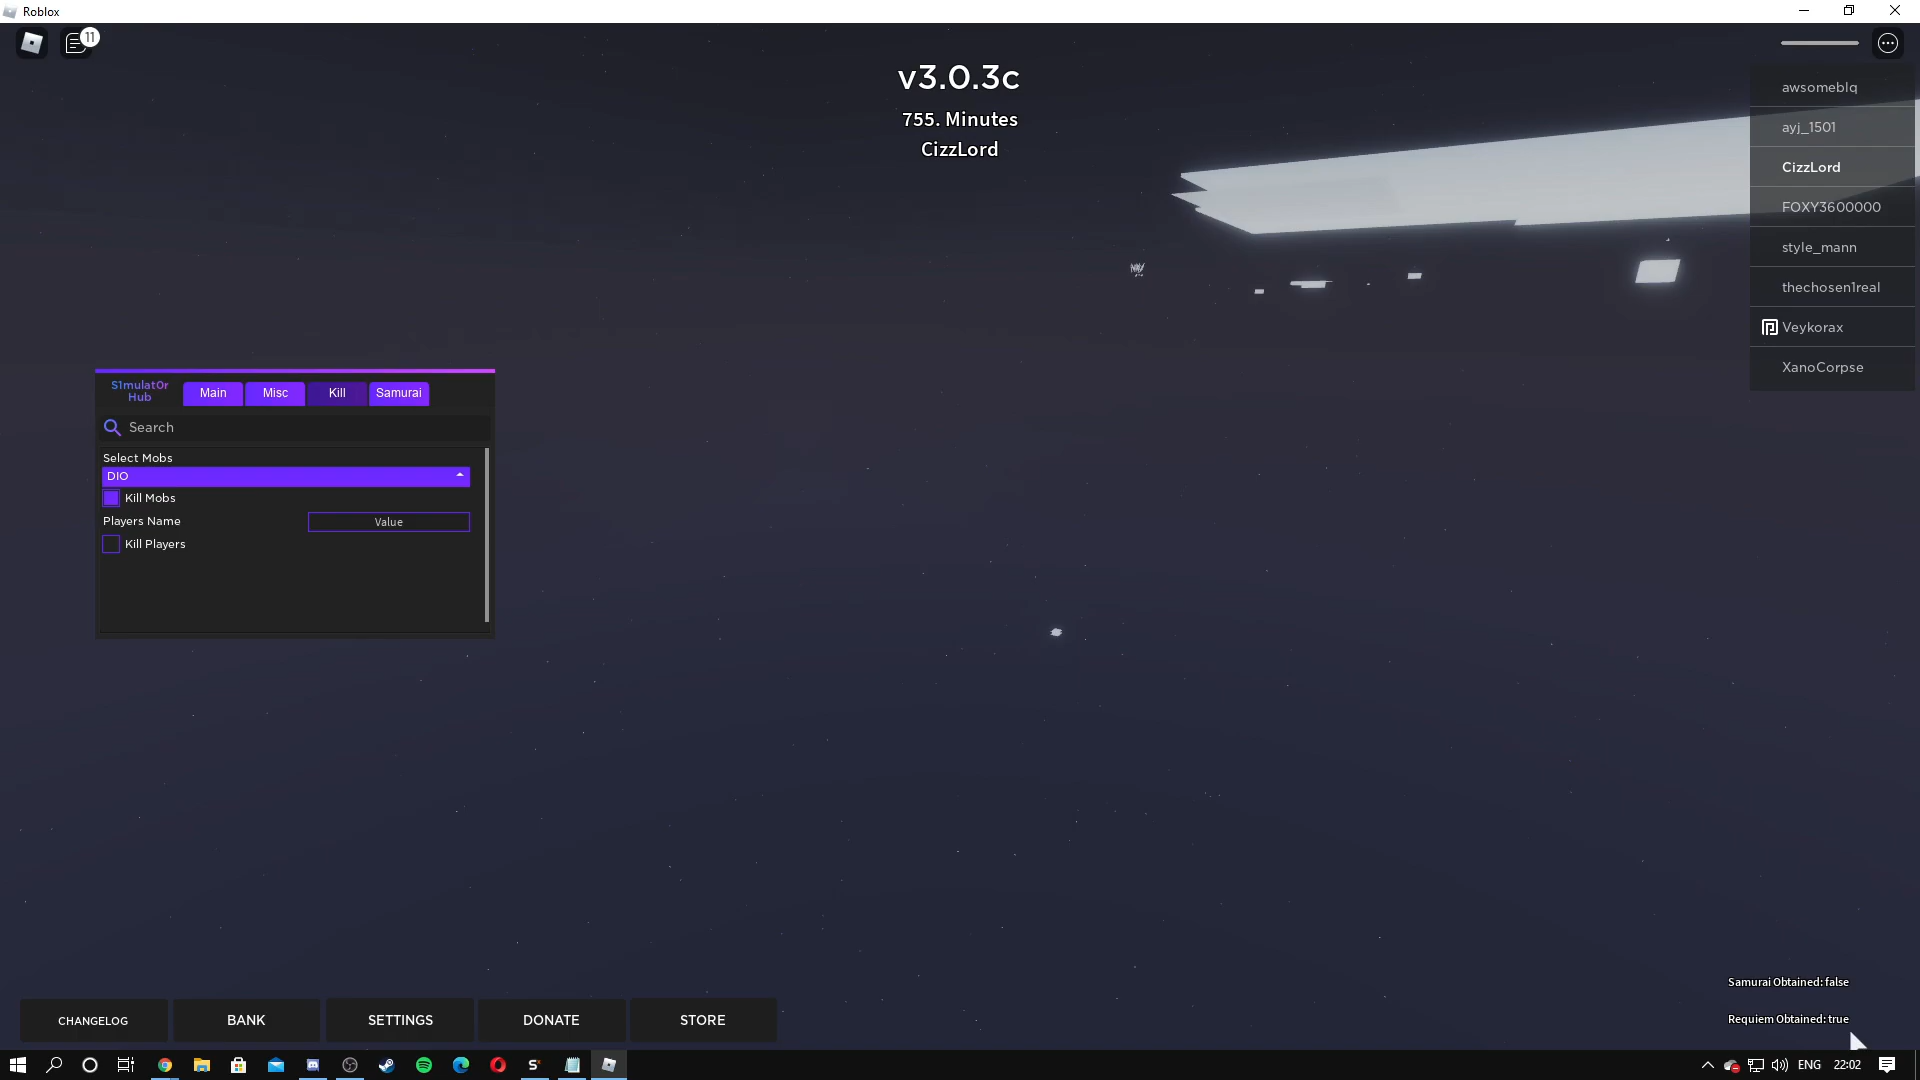 Roblox
11
v3.0.3c
755. Minutes
CizzLord
awsomeblq
ayj_1501
CizzLord
FOXY3600000
style_mann
thechosen1real
Veykorax
XanoCorpse
S1mulat0r
Hub
Main
Misc
Kill
Samurai
Search
Select Mobs
DIO
Kill Mobs
Players Name
Value
Kill Players
Samurai Obtained: false
Requiem Obtained: true
CHANGELOG
BANK
SETTINGS
DONATE
STORE
ENG
22:02